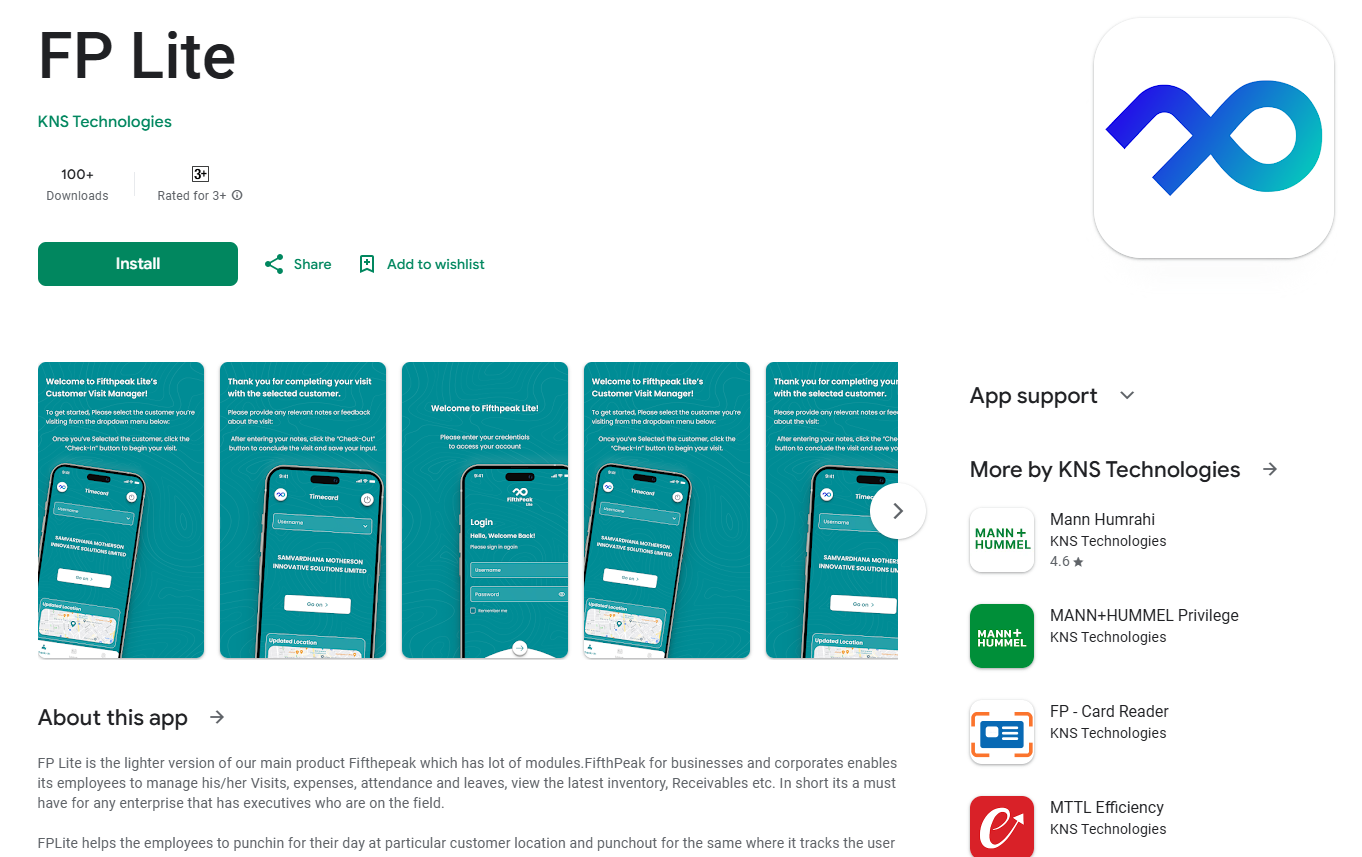 FP Lite
KNS Technologies
100+
Downloads
3+
Rated for 3+
Install
Share
Add to wishlist
Welcome to Fifthpeak Lite's
Customer Visit Manager!
To get started, Please select the customer you're
visiting from the dropdown menu below:
Once you've Selected the customer, click the
"Check-In" button to begin your visit.
9:41
Timecard
Username
SAMVARDHANA MOTHERSON
INNOVATIVE SOLUTIONS LIMITED
Go on >
Updated Location
Thank you for completing your visit
with the selected customer.
Please provide any relevant notes or feedback
about the visit:
After entering your notes, click the "Check-Out"
button to conclude the visit and save your input.
9:41
Timecard
Username
SAMVARDHANA MOTHERSON
INNOVATIVE SOLUTIONS LIMITED
Go on >
Updated Location
Welcome to Fifthpeak Lite!
Please enter your credentials
to access your account
9:41
FifthPeak
Lite
Login
Hello, Welcome Back!
Please sign in again
Username
Password
Remember me
Welcome to Fifthpeak Lite's
Customer Visit Manager!
To get started, Please select the customer you're
visiting from the dropdown menu below:
Once you've Selected the customer, click the
"Check-In" button to begin your visit.
9:41
Timecard
Username
SAMVARDHANA MOTHERSON
INNOVATIVE SOLUTIONS LIMITED
Go on >
Updated Location
Thank you for completing your
with the selected customer.
Please provide any relevant notes or fee
about the visit:
After entering your notes, click the "Che
button to conclude the visit and save yo
9:41
Timecard
Username
SAMVARDHANA MOTHERS
INNOVATIVE SOLUTIONS LI
Go on >
Updated Location
App support
More by KNS Technologies
MANN+
HUMMEL
Mann Humrahi
KNS Technologies
4.6
MANN+
HUMMEL
MANN+HUMMEL Privilege
KNS Technologies
FP - Card Reader
KNS Technologies
MTTL Efficiency
KNS Technologies
About this app
FP Lite is the lighter version of our main product Fifthepeak which has lot of modules.FifthPeak for businesses and corporates enables
its employees to manage his/her Visits, expenses, attendance and leaves, view the latest inventory, Receivables etc. In short its a must
have for any enterprise that has executives who are on the field.
FPLite helps the employees to punchin for their day at particular customer location and punchout for the same where it tracks the user